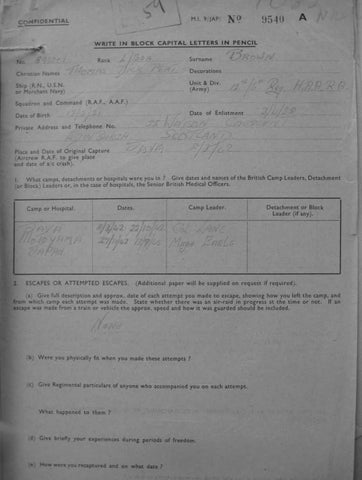 CONFIDENTIAL
54
M.I. 9/JAP. No 9540 A
WRITE IN BLOCK CAPITAL LETTERS IN PENCIL
No. Rank Surname BROWN
Christian Names THOMAS Decorations
Ship (R.N., U.S.N. or Merchant Navy) Unit & Div. (Army)
Squadron and Command (R.A.F., A.A.F.)
Date of Birth Date of Enlistment
Private Address and Telephone No.
SCOTLAND
Place and Date of Original Capture JAVA
(Aircrew R.A.F. to give place
and date of a/c crash).
1. What camps, detachments or hospitals were you in ? Give dates and names of the British Camp Leaders, Detachment
(or Block) Leaders or, in the case of hospitals, the Senior British Medical Officers.
Camp or Hospital. Dates. Camp Leader. Detachment or Block Leader (if any).
JAVA COL LANE
MOTOYAMA
JAPAN
2. ESCAPES OR ATTEMPTED ESCAPES. (Additional paper will be supplied on request if required).
(a) Give full description and approx. date of each attempt you made to escape, showing how you left the camp, and
from which camp each attempt was made. State whether there was an air-raid in progress at the time or not. If an
escape was made from a train or vehicle the approx. speed and how it was guarded should be included.
NONE
(b) Were you physically fit when you made these attempts ?
(c) Give Regimental particulars of anyone who accompanied you on each attempt.
What happened to them ?
(d) Give briefly your experiences during periods of freedom.
(e) How were you recaptured and on what date ?